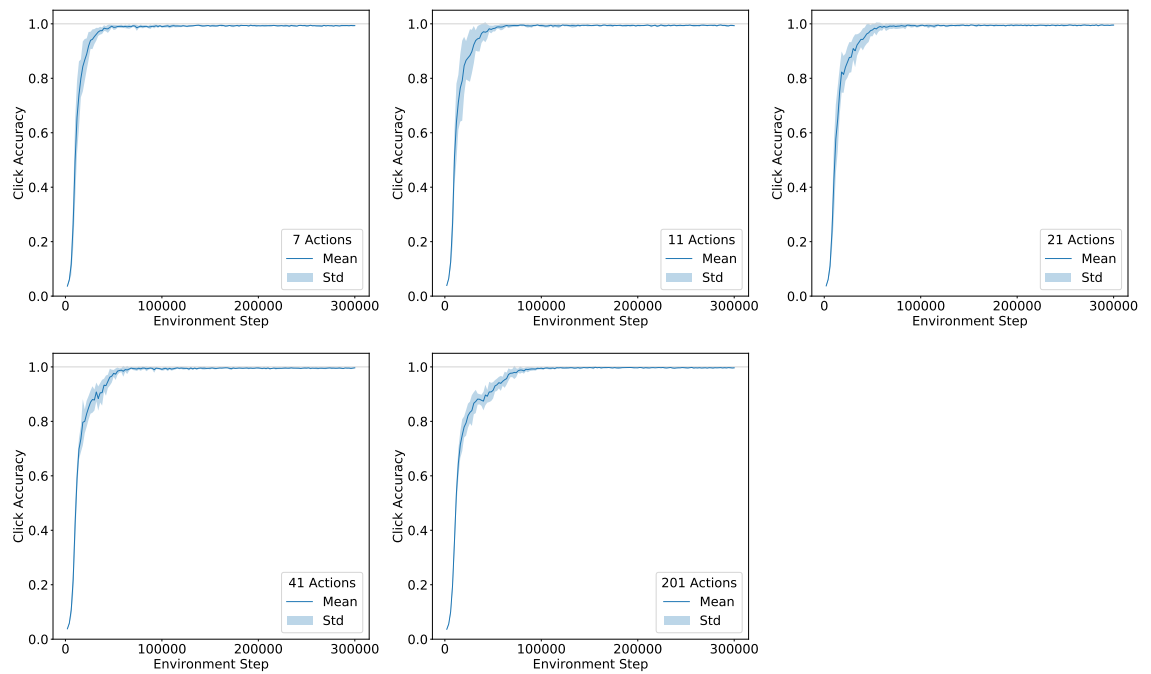 1.0
0.8
0.6
0.4
0.2
0.0
Click Accuracy
0 100000 200000 300000
Environment Step
7 Actions
Mean
Std
1.0
0.8
0.6
0.4
0.2
0.0
Click Accuracy
0 100000 200000 300000
Environment Step
11 Actions
Mean
Std
1.0
0.8
0.6
0.4
0.2
0.0
Click Accuracy
0 100000 200000 300000
Environment Step
21 Actions
Mean
Std
1.0
0.8
0.6
0.4
0.2
0.0
Click Accuracy
0 100000 200000 300000
Environment Step
41 Actions
Mean
Std
1.0
0.8
0.6
0.4
0.2
0.0
Click Accuracy
0 100000 200000 300000
Environment Step
201 Actions
Mean
Std